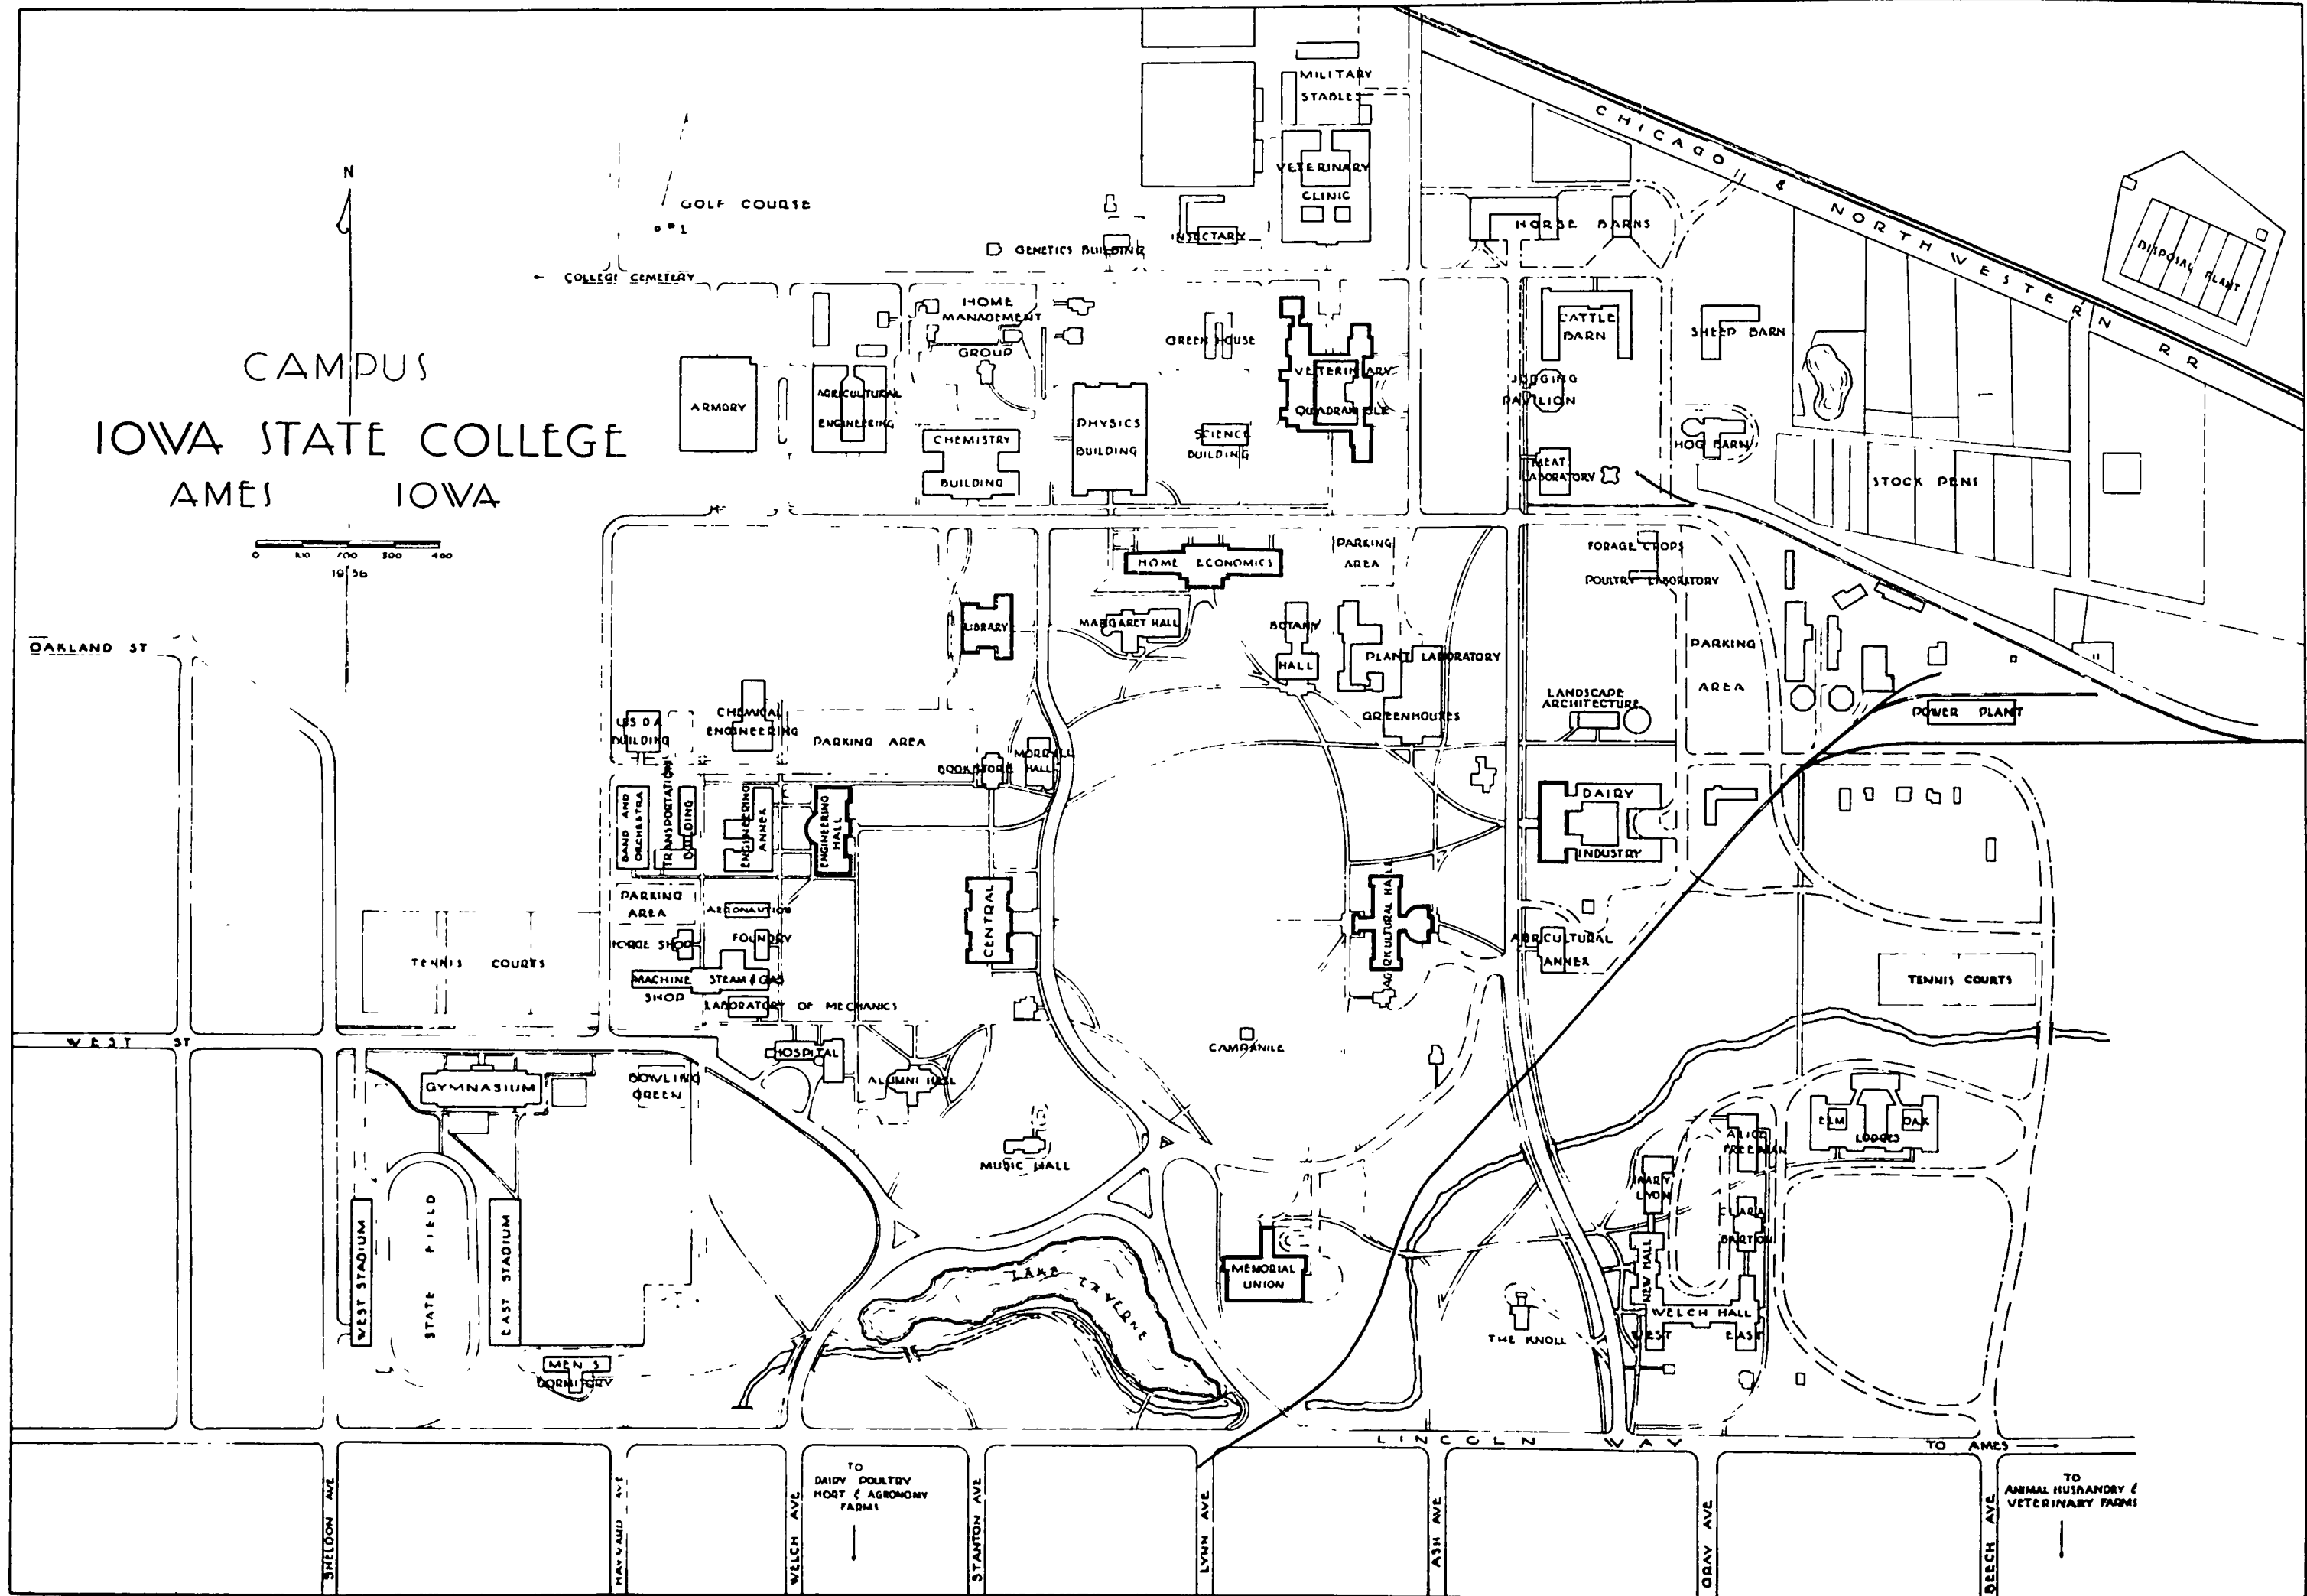 CAMPUS
IOWA STATE COLLEGE
AMES IOWA
N
0 100 200 300 400
1936
GOLF COURSE
#1
COLLEGE CEMETERY
GENETICS BUILDING
INSECTARY
MILITARY
STABLES
VETERINARY
CLINIC
CHICAGO & NORTHWESTERN RR
HORSE BARNS
DISPOSAL PLANT
HOME
MANAGEMENT
GROUP
GREEN HOUSE
CATTLE
BARN
SHEEP BARN
ARMORY
AGRICULTURAL
ENGINEERING
CHEMISTRY
BUILDING
PHYSICS
BUILDING
SCIENCE
BUILDING
VETERINARY
QUADRANGLE
JUDGING
PAVILION
MEAT
LABORATORY
HOG BARN
STOCK PENS
HOME ECONOMICS
PARKING
AREA
FORAGE CROPS
POULTRY LABORATORY
LIBRARY
MARGARET HALL
BOTANY
HALL
PLANT LABORATORY
GREENHOUSES
PARKING
AREA
LANDSCAPE
ARCHITECTURE
POWER PLANT
OAKLAND ST
U S D A
BUILDING
CHEMICAL
ENGINEERING
PARKING AREA
BOOK STORE
MORRILL
HALL
BAND AND
ORCHESTRA
TRANSPORTATION
BUILDING
ENGINEERING
ANNEX
ENGINEERING
HALL
DAIRY
INDUSTRY
PARKING
AREA
AERONAUTICS
FORGE SHOP
FOUNDRY
CENTRAL
AGRICULTURAL HALL
AGRICULTURAL
ANNEX
TENNIS COURTS
MACHINE
SHOP
STEAM & GAS
LABORATORY OF MECHANICS
TENNIS COURTS
WEST ST
GYMNASIUM
BOWLING
GREEN
HOSPITAL
ALUMNI HALL
CAMPANILE
MUSIC HALL
ELM
OAK
LODGES
ALICE
FREEMAN
MARY
LYON
CLARA
BARTON
WEST STADIUM
STATE FIELD
EAST STADIUM
LAKE LAVERNE
MEMORIAL
UNION
NEW HALL
WELCH HALL
WEST
EAST
THE KNOLL
MEN'S
DORMITORY
LINCOLN WAY
TO AMES
SHELDON AVE
HAYWARD AVE
WELCH AVE
TO
DAIRY POULTRY
HORT & AGRONOMY
FARMS
STANTON AVE
LYNN AVE
ASH AVE
GRAY AVE
BEECH AVE
TO
ANIMAL HUSBANDRY &
VETERINARY FARMS